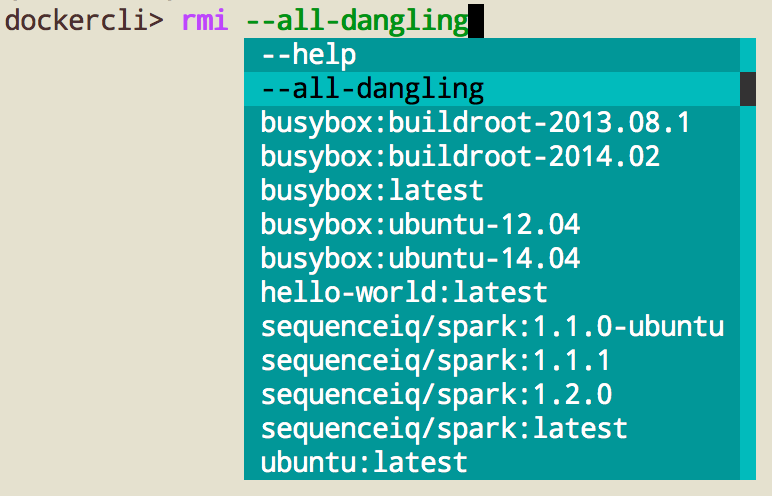 dockercli> rmi --all-dangling
--help
--all-dangling
busybox:buildroot-2013.08.1
busybox:buildroot-2014.02
busybox:latest
busybox:ubuntu-12.04
busybox:ubuntu-14.04
hello-world:latest
sequenceiq/spark:1.1.0-ubuntu
sequenceiq/spark:1.1.1
sequenceiq/spark:1.2.0
sequenceiq/spark:latest
ubuntu:latest